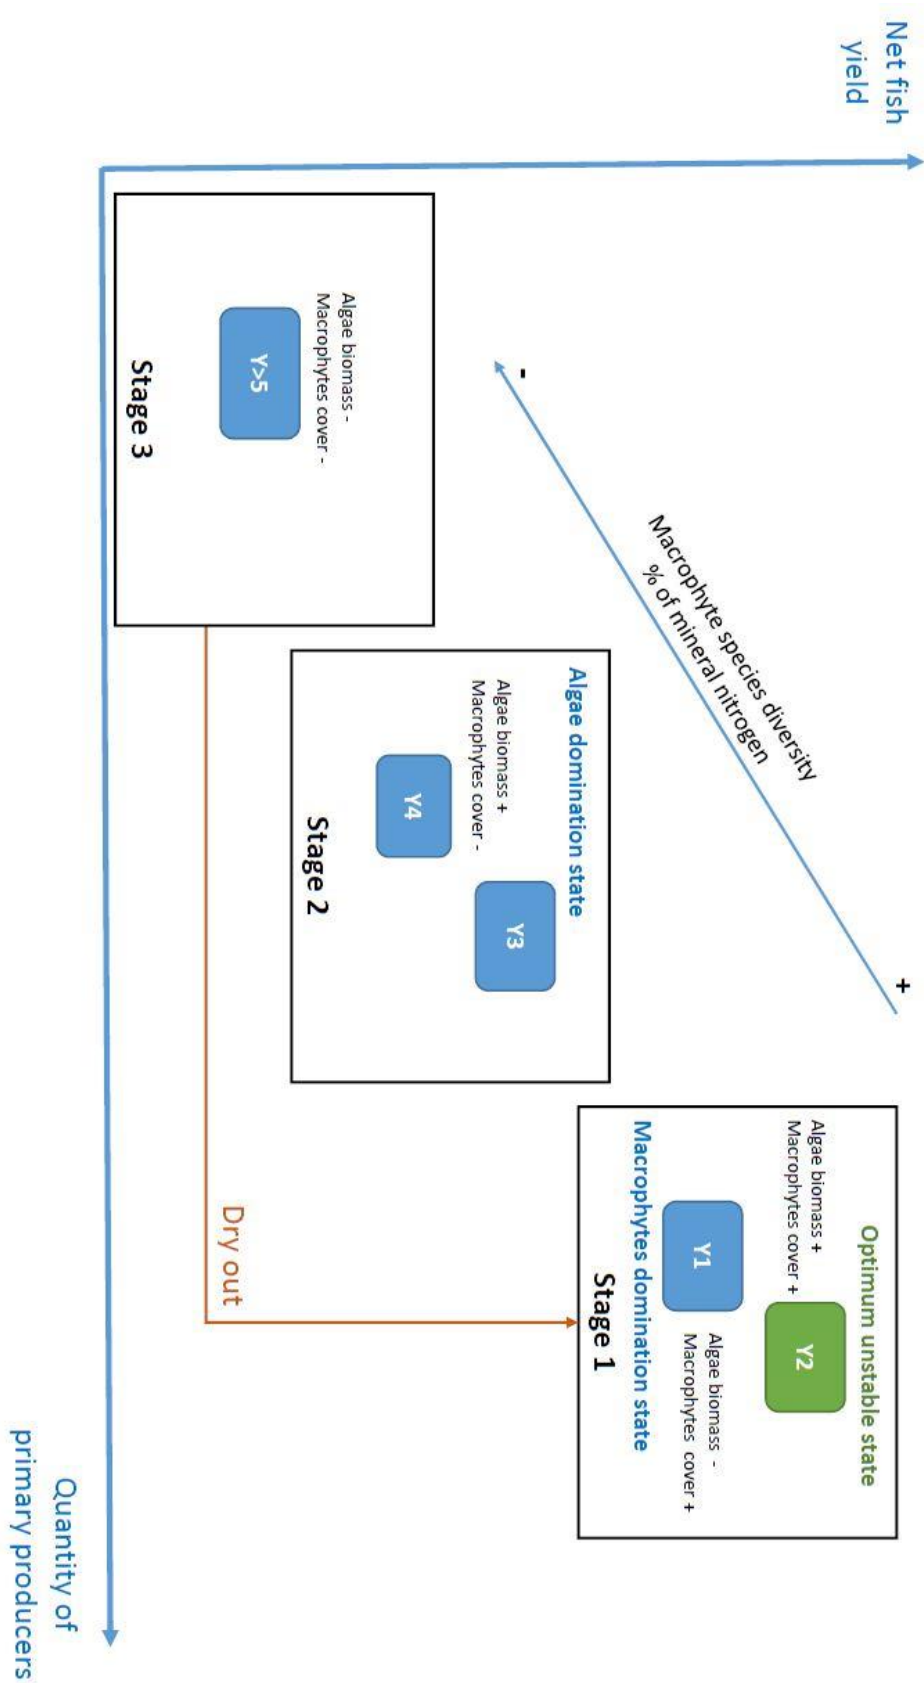 Net fish
yield
-
Macrophyte species diversity
% of mineral nitrogen
+
Optimum unstable state
Algae biomass +
Macrophytes cover +
Y2
Y1
Algae biomass -
Macrophytes cover +
Macrophytes domination state
Stage 1
Algae domination state
Y3
Algae biomass +
Macrophytes cover -
Y4
Stage 2
Algae biomass -
Macrophytes cover -
Y>5
Stage 3
Dry out
Quantity of
primary producers